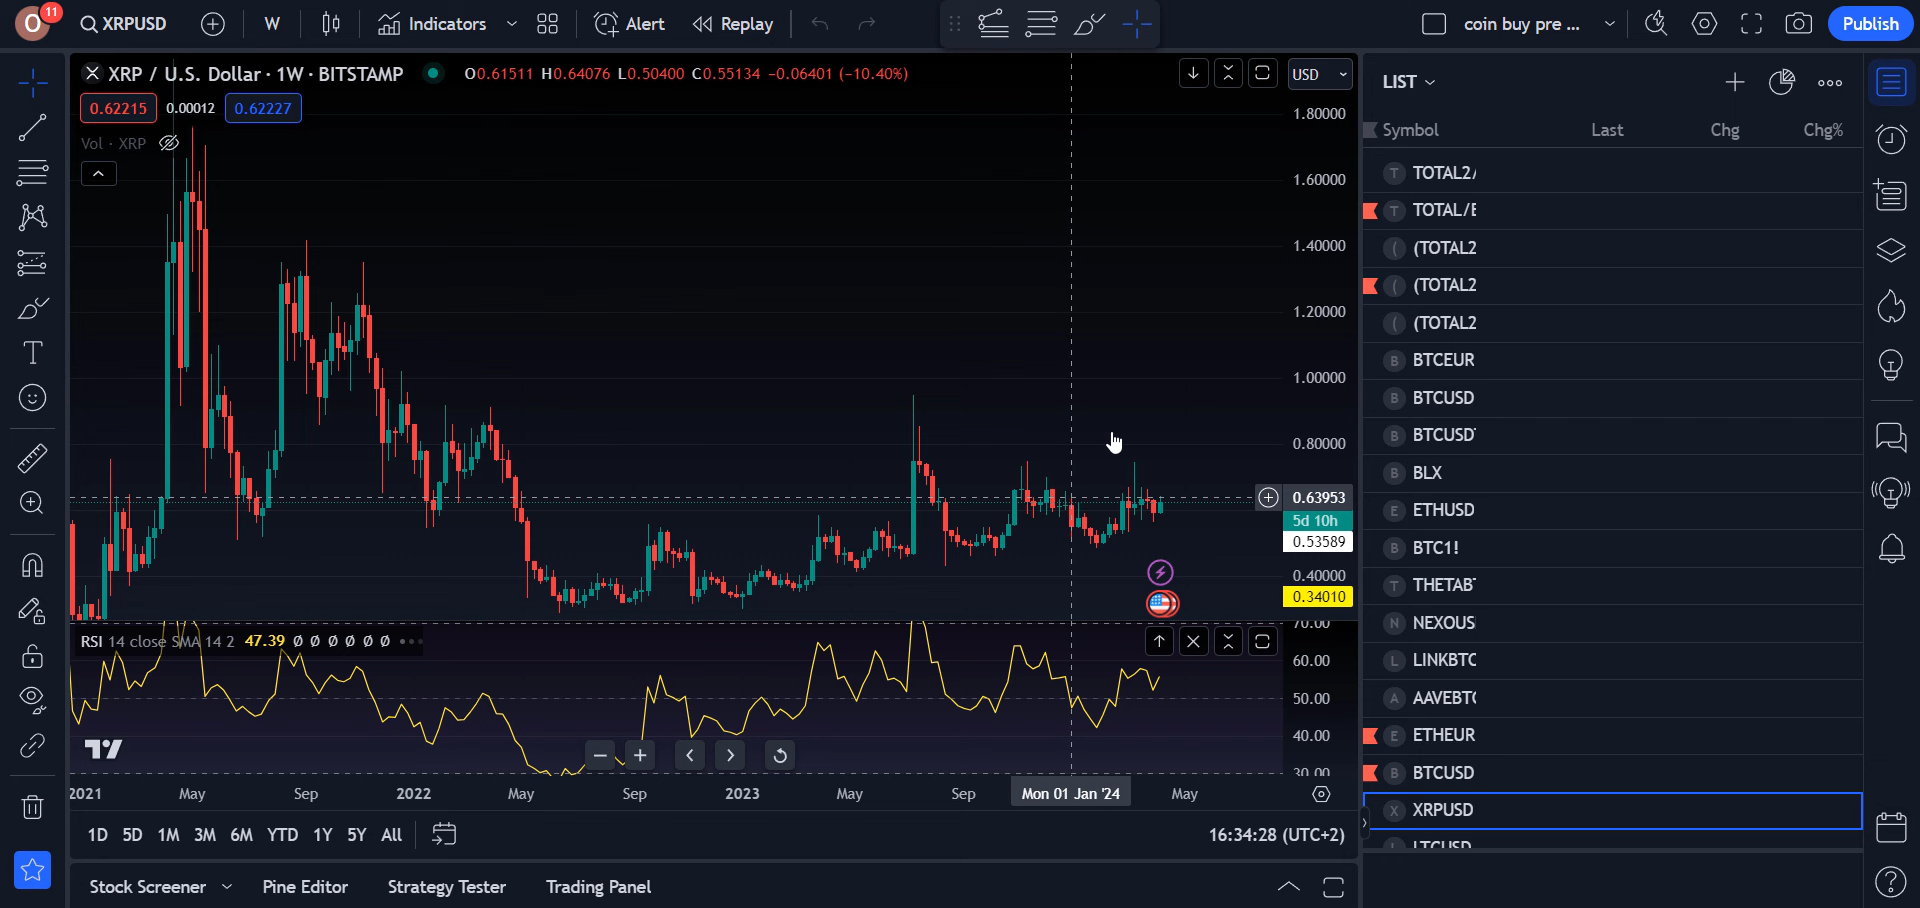 O 11 XRPUSD W Indicators Alert Replay coin buy pre ... Publish
XRP / U.S. Dollar · 1W · BITSTAMP O0.61511 H0.64076 L0.50400 C0.55134 −0.06401 (−10.40%) USD
0.62215 0.00012 0.62227
Vol · XRP
1.80000
1.60000
1.40000
1.20000
1.00000
0.80000
0.63953
5d 10h
0.53589
0.40000
0.34010
RSI 14 close SMA 14 2 47.39 Ø Ø Ø Ø Ø Ø
70.00
60.00
50.00
40.00
30.00
2021 May Sep 2022 May Sep 2023 May Sep Mon 01 Jan '24 May
1D 5D 1M 3M 6M YTD 1Y 5Y All 16:34:28 (UTC+2)
Stock Screener Pine Editor Strategy Tester Trading Panel
LIST
Symbol Last Chg Chg%
T TOTAL2/
T TOTAL/E
( (TOTAL2
( (TOTAL2
( (TOTAL2
B BTCEUR
B BTCUSD
B BTCUSDT
B BLX
E ETHUSD
B BTC1!
T THETABT
N NEXOUS
L LINKBTC
A AAVEBTC
E ETHEUR
B BTCUSD
X XRPUSD
L LTCUSD